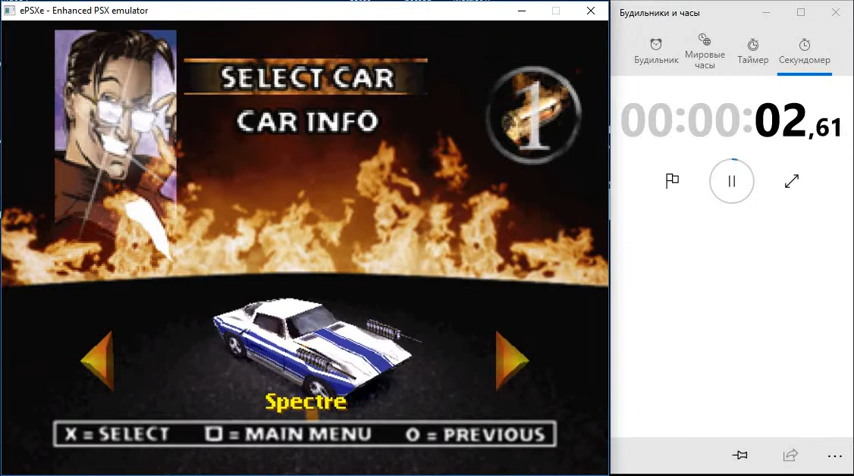 ePSXe - Enhanced PSX emulator
SELECT CAR
CAR INFO
1
Spectre
X = SELECT □ = MAIN MENU O = PREVIOUS
Будильники и часы
Будильник
Мировые
часы
Таймер
Секундомер
00:00:02,61